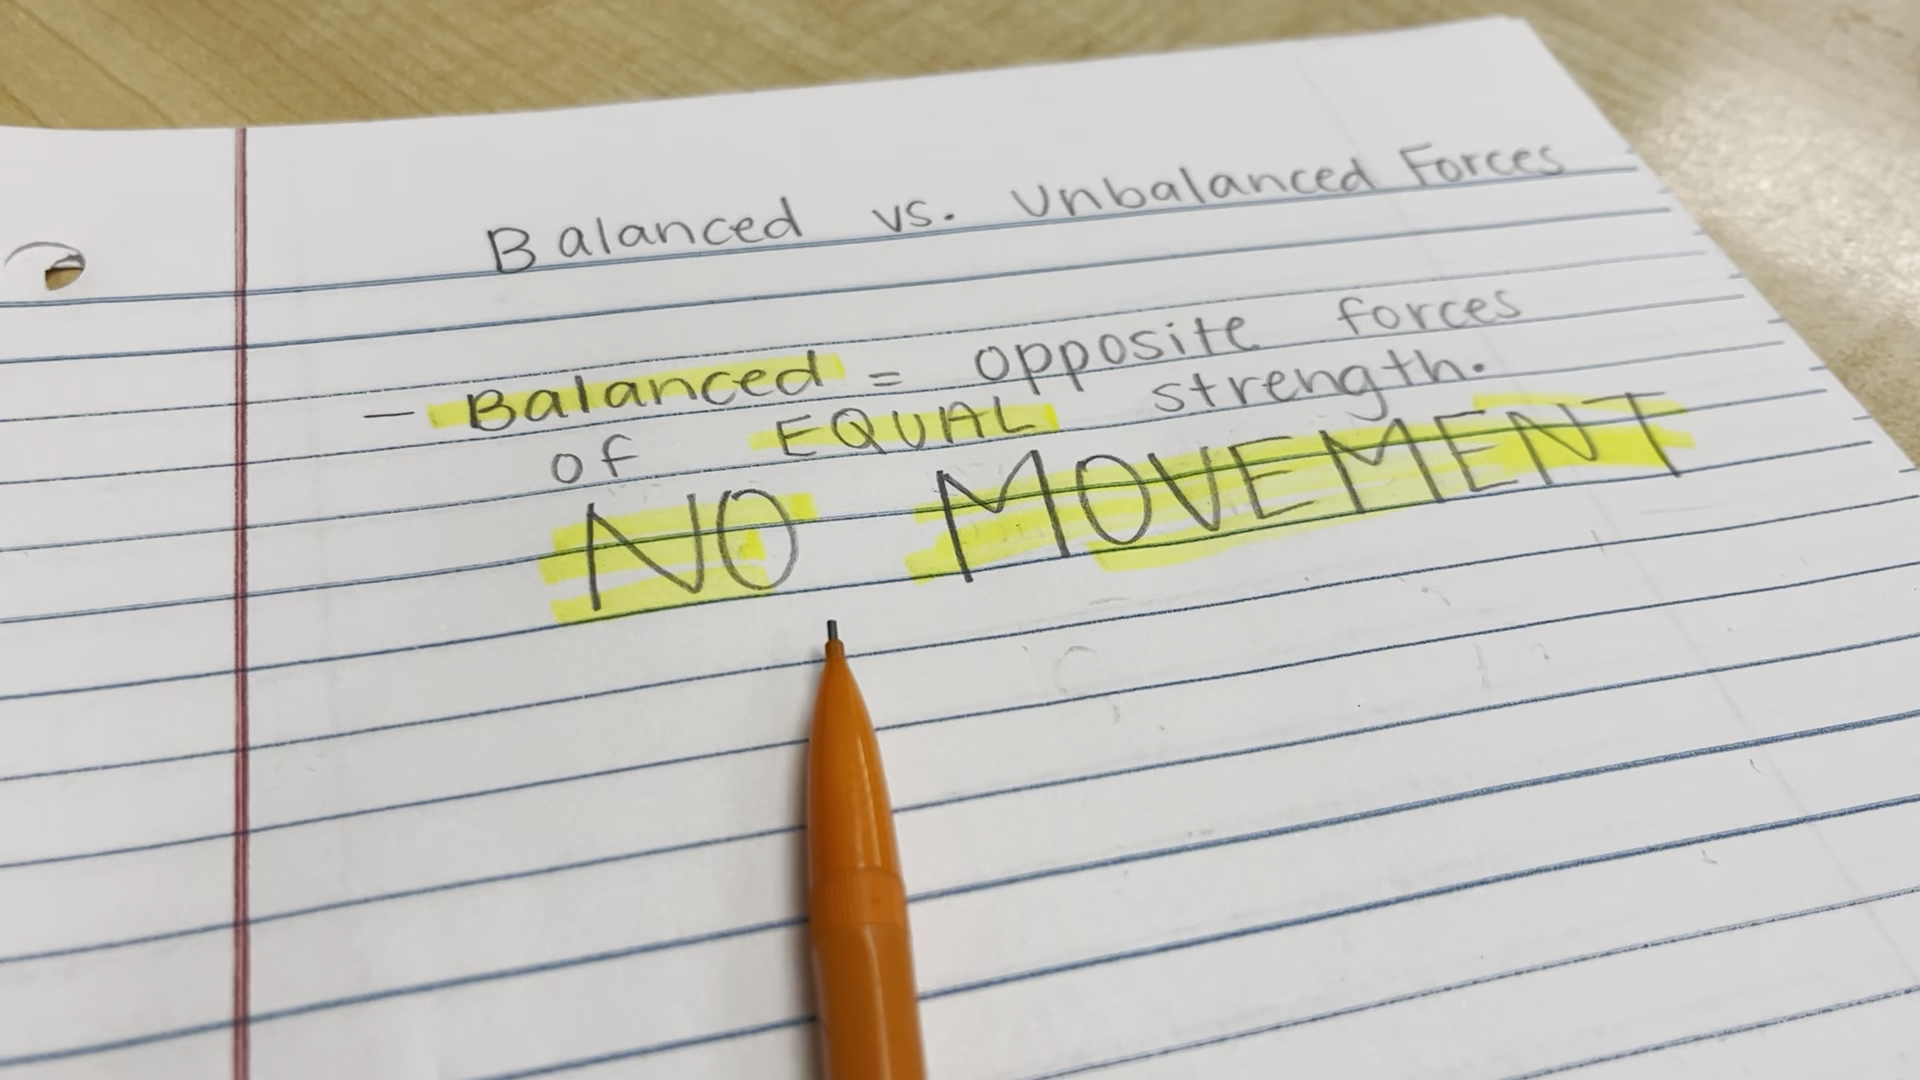 Balanced vs. Unbalanced Forces
- Balanced = opposite forces
of EQUAL strength.
NO MOVEMENT